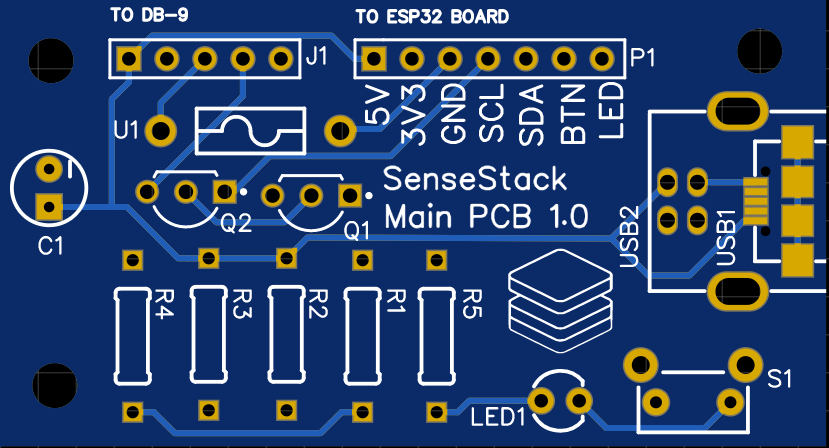 TO DB-9
TO ESP32 BOARD
J1
P1
5V
3V3
GND
SCL
SDA
BTN
LED
U1
SenseStack
Main PCB 1.0
Q2
Q1
C1
USB2
USB1
R4
R3
R2
R1
R5
S1
LED1